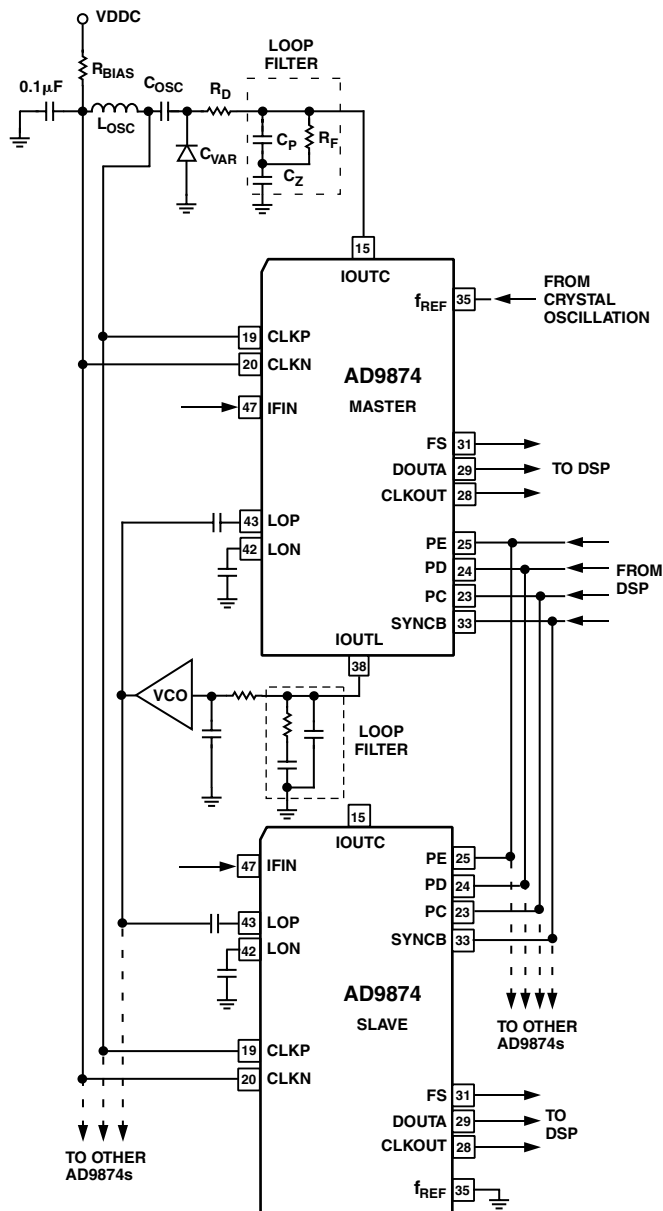 VDDC
LOOP
FILTER
RBIAS
COSC
RD
0.1μF
LOSC
CP
RF
CVAR
CZ
15
IOUTC
fREF
35
FROM
CRYSTAL
OSCILLATION
19
CLKP
20
CLKN
AD9874
MASTER
47
IFIN
FS
31
DOUTA
29
TO DSP
CLKOUT
28
43
LOP
42
LON
PE
25
PD
24
FROM
DSP
PC
23
SYNCB
33
IOUTL
38
VCO
LOOP
FILTER
15
IOUTC
47
IFIN
PE
25
PD
24
PC
23
SYNCB
33
43
LOP
42
LON
AD9874
SLAVE
TO OTHER
AD9874s
19
CLKP
20
CLKN
FS
31
DOUTA
29
TO
DSP
CLKOUT
28
TO OTHER
AD9874s
fREF
35